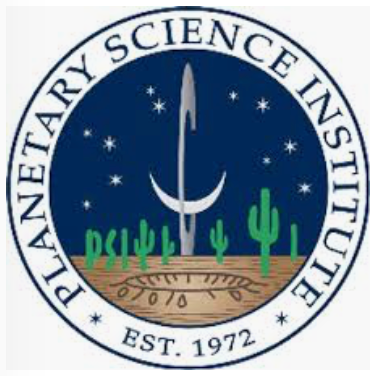 PLANETARY SCIENCE INSTITUTE
PSI
EST. 1972